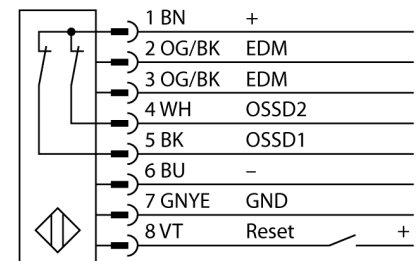 1 BN +
2 OG/BK EDM
3 OG/BK EDM
4 WH OSSD2
5 BK OSSD1
6 BU –
7 GNYE GND
8 VT Reset +